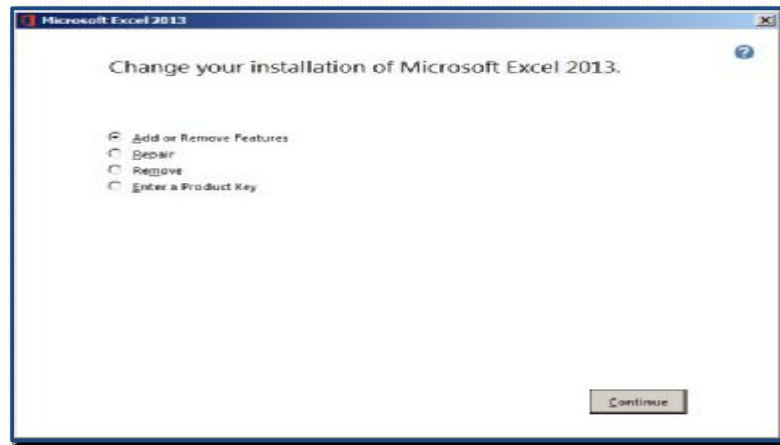 Microsoft Excel 2013
Change your installation of Microsoft Excel 2013.
Add or Remove Features
Repair
Remove
Enter a Product Key
Continue